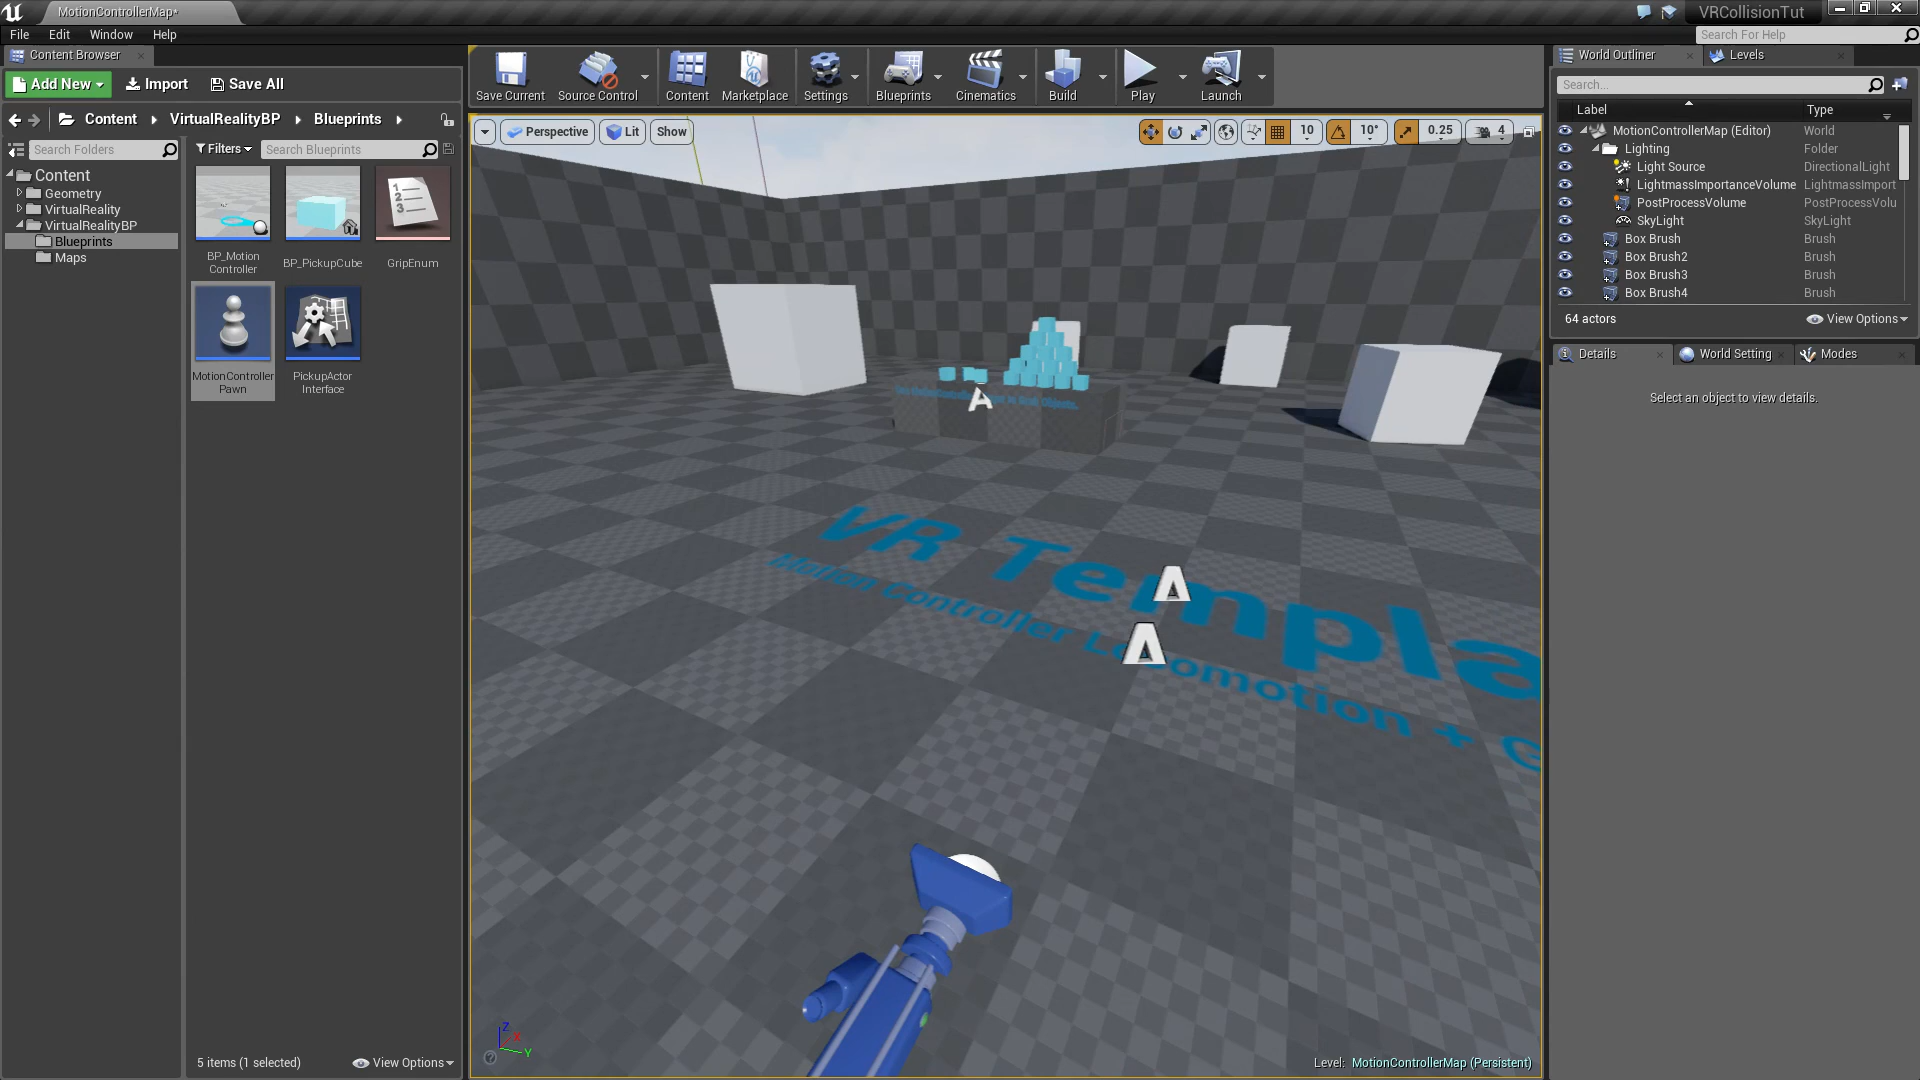 MotionControllerMap*
VRCollisionTut
File Edit Window Help
Search For Help
Content Browser
Add New
Import
Save All
Content
VirtualRealityBP
Blueprints
Search Folders
Filters
Search Blueprints
Content
Geometry
VirtualReality
VirtualRealityBP
Blueprints
Maps
BP_Motion
Controller
BP_PickupCube
GripEnum
MotionController
Pawn
PickupActor
Interface
5 items (1 selected)
View Options
Save Current
Source Control
Content
Marketplace
Settings
Blueprints
Cinematics
Build
Play
Launch
Perspective
Lit
Show
10
10°
0.25
4
VR Templa
Motion Controller Locomotion + G
Z
X
Y
Level: MotionControllerMap (Persistent)
World Outliner
Levels
Search...
Label Type
MotionControllerMap (Editor) World
Lighting Folder
Light Source DirectionalLight
LightmassImportanceVolume LightmassImport
PostProcessVolume PostProcessVolu
SkyLight SkyLight
Box Brush Brush
Box Brush2 Brush
Box Brush3 Brush
Box Brush4 Brush
64 actors
View Options
Details
World Setting
Modes
Select an object to view details.